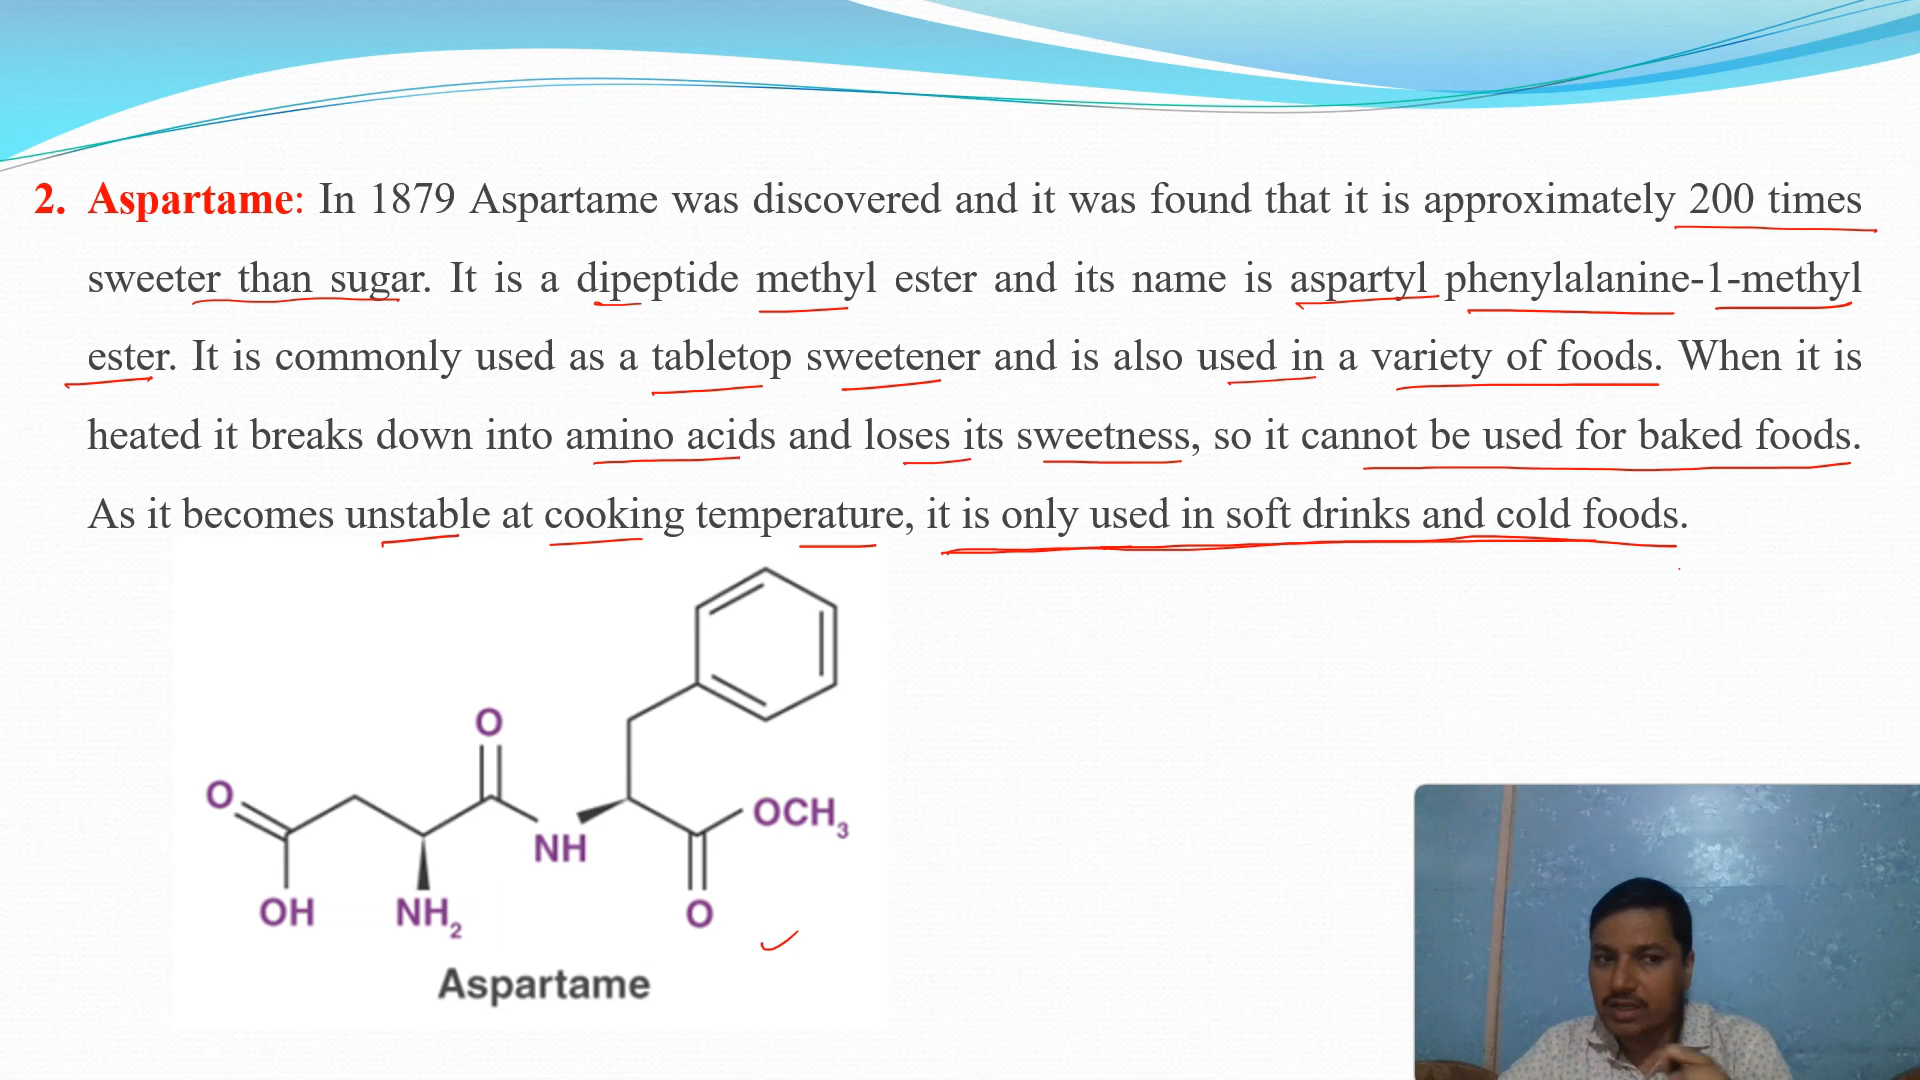 2. Aspartame: In 1879 Aspartame was discovered and it was found that it is approximately 200 times
sweeter than sugar. It is a dipeptide methyl ester and its name is aspartyl phenylalanine-1-methyl
ester. It is commonly used as a tabletop sweetener and is also used in a variety of foods. When it is
heated it breaks down into amino acids and loses its sweetness, so it cannot be used for baked foods.
As it becomes unstable at cooking temperature, it is only used in soft drinks and cold foods.
O
O
OCH3
NH
OH
NH2
O
Aspartame